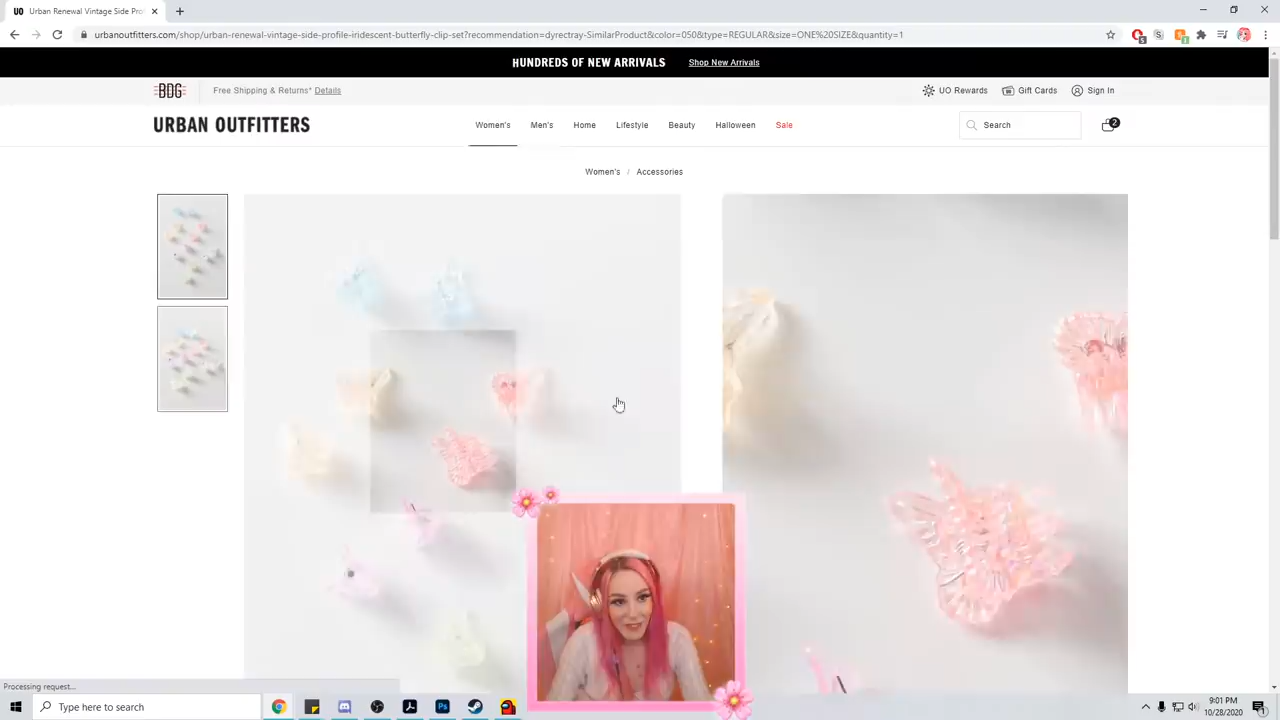 UO Urban Renewal Vintage Side Prof
urbanoutfitters.com/shop/urban-renewal-vintage-side-profile-iridescent-butterfly-clip-set?recommendation=dyrectray-SimilarProduct&color=050&type=REGULAR&size=ONE%20SIZE&quantity=1
HUNDREDS OF NEW ARRIVALS Shop New Arrivals
BDG Free Shipping & Returns* Details UO Rewards Gift Cards Sign In
URBAN OUTFITTERS Women's Men's Home Lifestyle Beauty Halloween Sale Search 2
Women's / Accessories
Processing request...
Type here to search
9:01 PM
10/28/2020